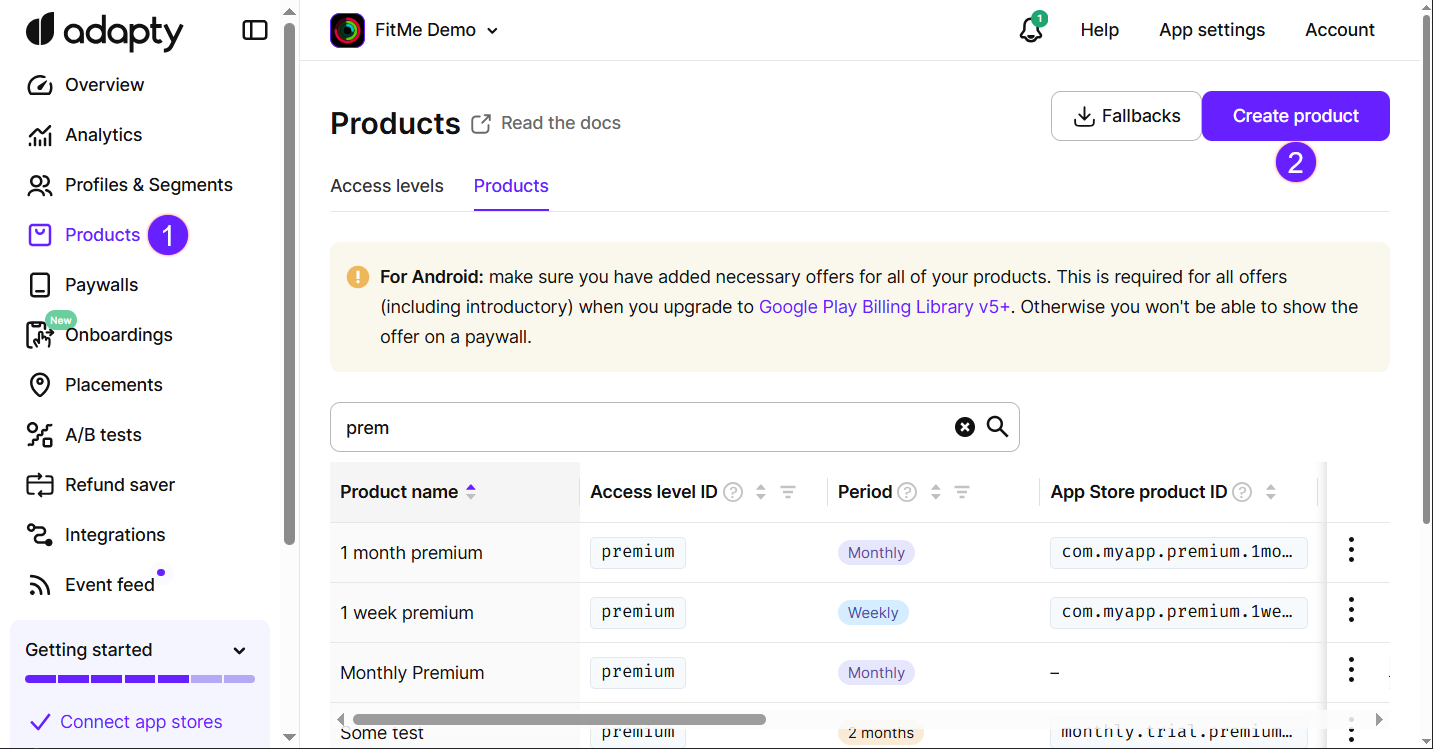 adapty
FitMe Demo
1
Help
App settings
Account
Overview
Analytics
Profiles & Segments
Products
1
Paywalls
New
Onboardings
Placements
A/B tests
Refund saver
Integrations
Event feed
Getting started
Connect app stores
Products
Read the docs
Fallbacks
Create product
2
Access levels
Products
For Android: make sure you have added necessary offers for all of your products. This is required for all offers
(including introductory) when you upgrade to Google Play Billing Library v5+. Otherwise you won't be able to show the
offer on a paywall.
prem
Product name
Access level ID
Period
App Store product ID
1 month premium
premium
Monthly
com.myapp.premium.1mo…
1 week premium
premium
Weekly
com.myapp.premium.1we…
Monthly Premium
premium
Monthly
–
Some test
premium
2 months
monthly.trial.premium…